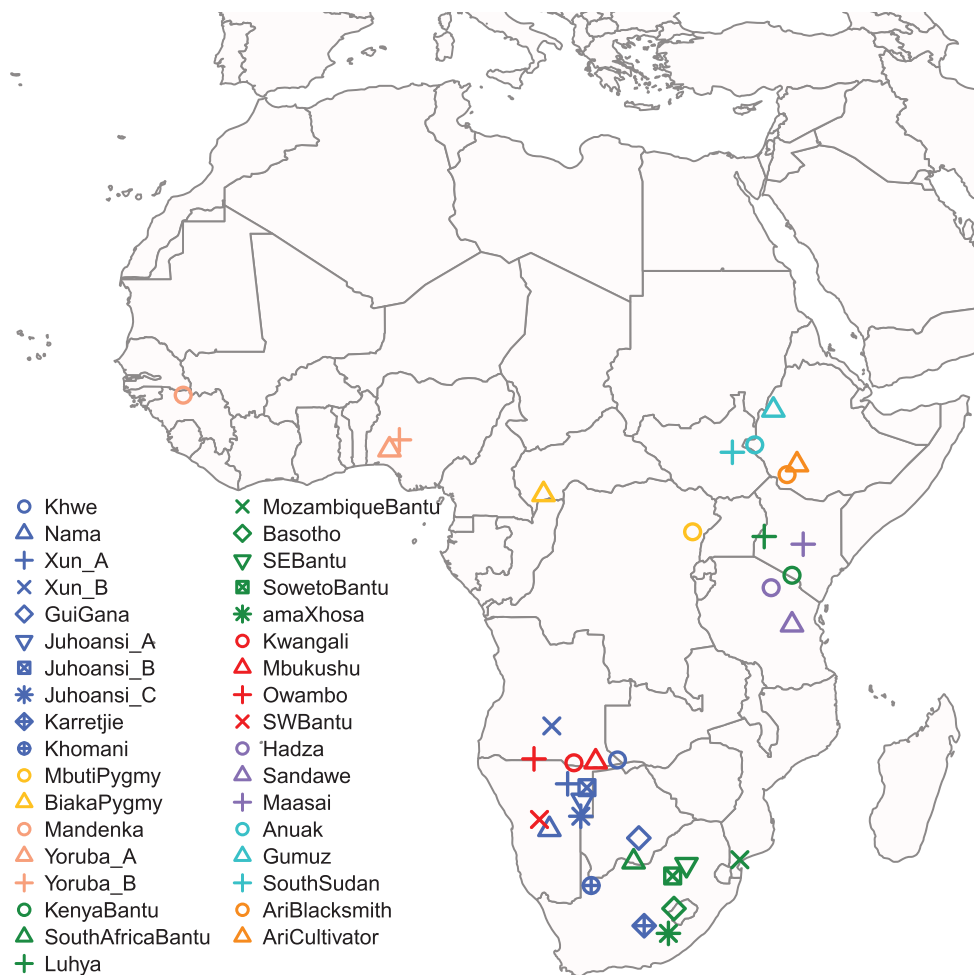 Khwe
Nama
Xun_A
Xun_B
GuiGana
Juhoansi_A
Juhoansi_B
Juhoansi_C
Karretjie
Khomani
MbutiPygmy
BiakaPygmy
Mandenka
Yoruba_A
Yoruba_B
KenyaBantu
SouthAfricaBantu
Luhya
MozambiqueBantu
Basotho
SEBantu
SowetoBantu
amaXhosa
Kwangali
Mbukushu
Owambo
SWBantu
Hadza
Sandawe
Maasai
Anuak
Gumuz
SouthSudan
AriBlacksmith
AriCultivator